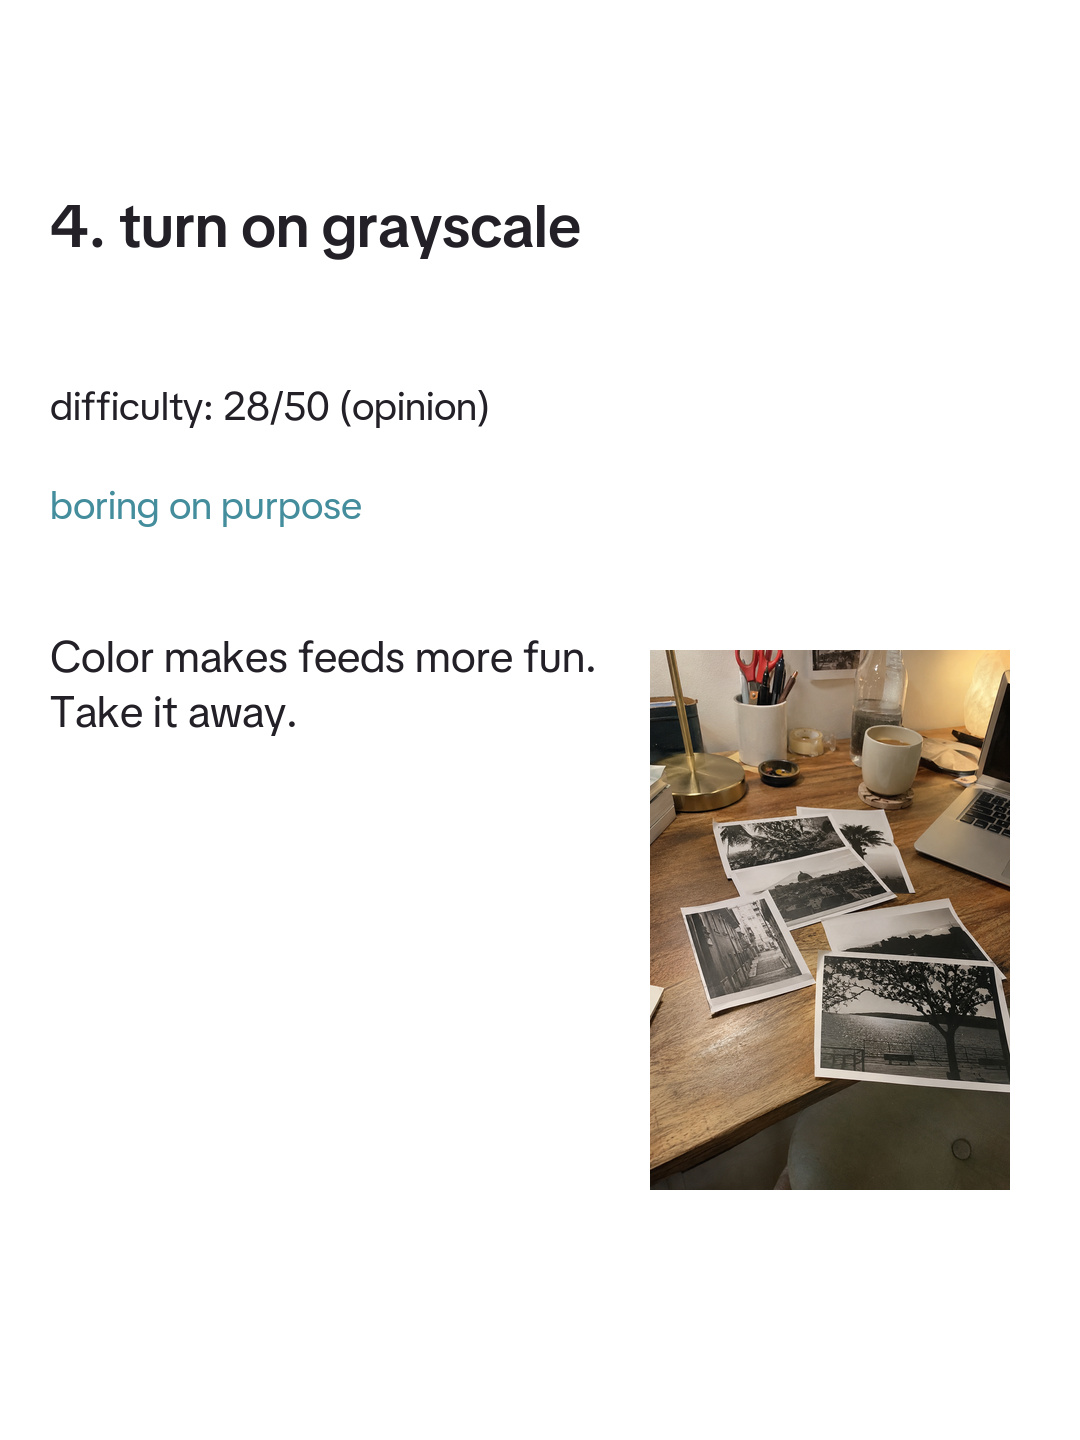 4. turn on grayscale
difficulty: 28/50 (opinion)
boring on purpose
Color makes feeds more fun.
Take it away.